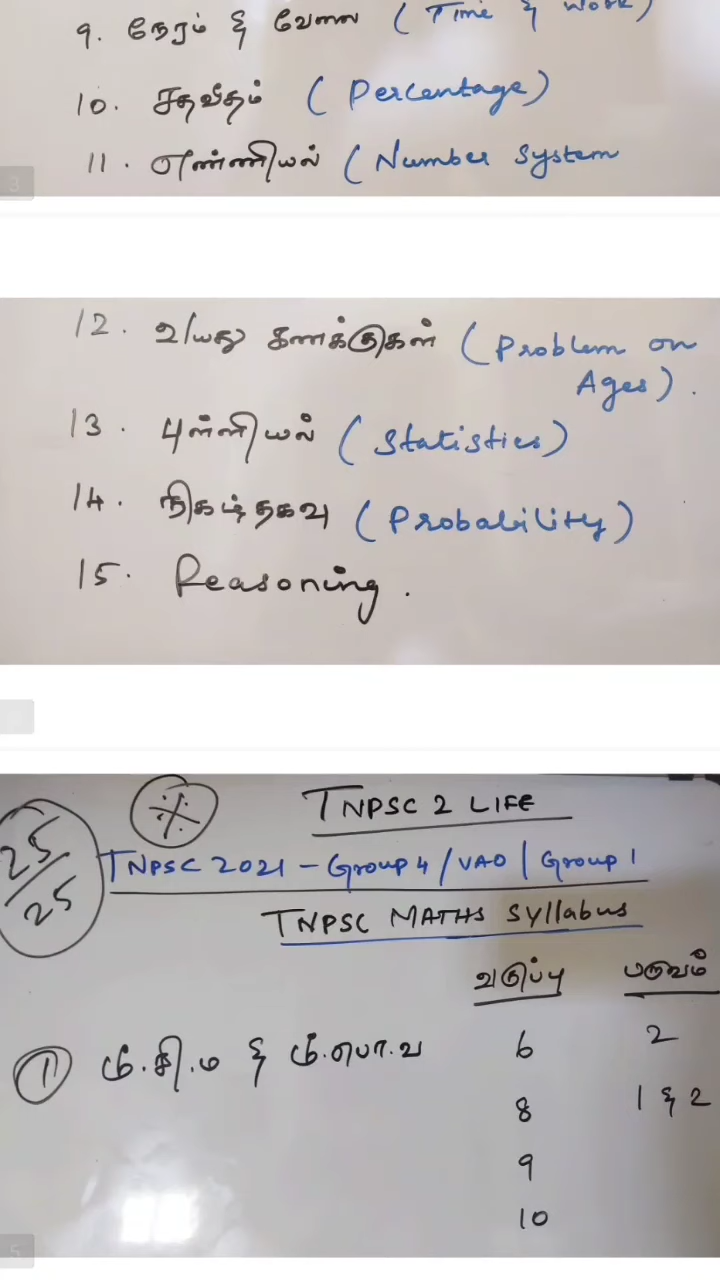 9. நேரம் & வேலை (Time & Work)
10. சதவீதம் (Percentage)
11. எண்ணியல் (Number System
3
12. வயது கணக்குகள் (Problem on
Ages).
13. புள்ளியல் (Statistics)
14. நிகழ்தகவு (Probability)
15. Reasoning.
TNPSC 2 LIFE
25/25
TNPSC 2021 - Group 4 / VAO | Group 1
TNPSC MATHS Syllabus
வகுப்பு பருவம்
① மீ.சி.ம & மீ.பொ.வ 6 2
8 1 & 2
9
10
5